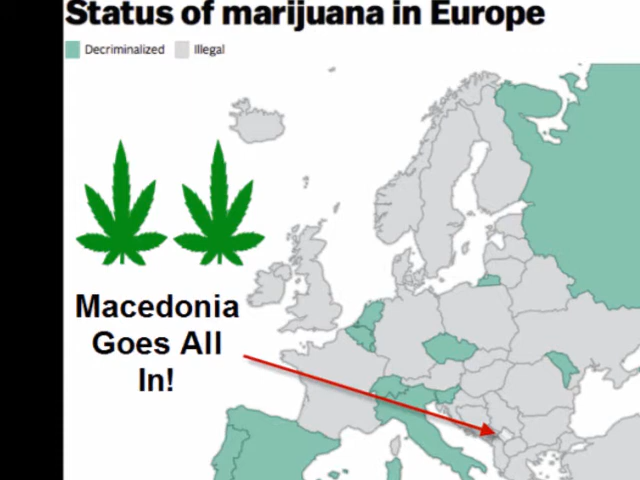 Status of marijuana in Europe
Decriminalized Illegal
Macedonia
Goes All
In!